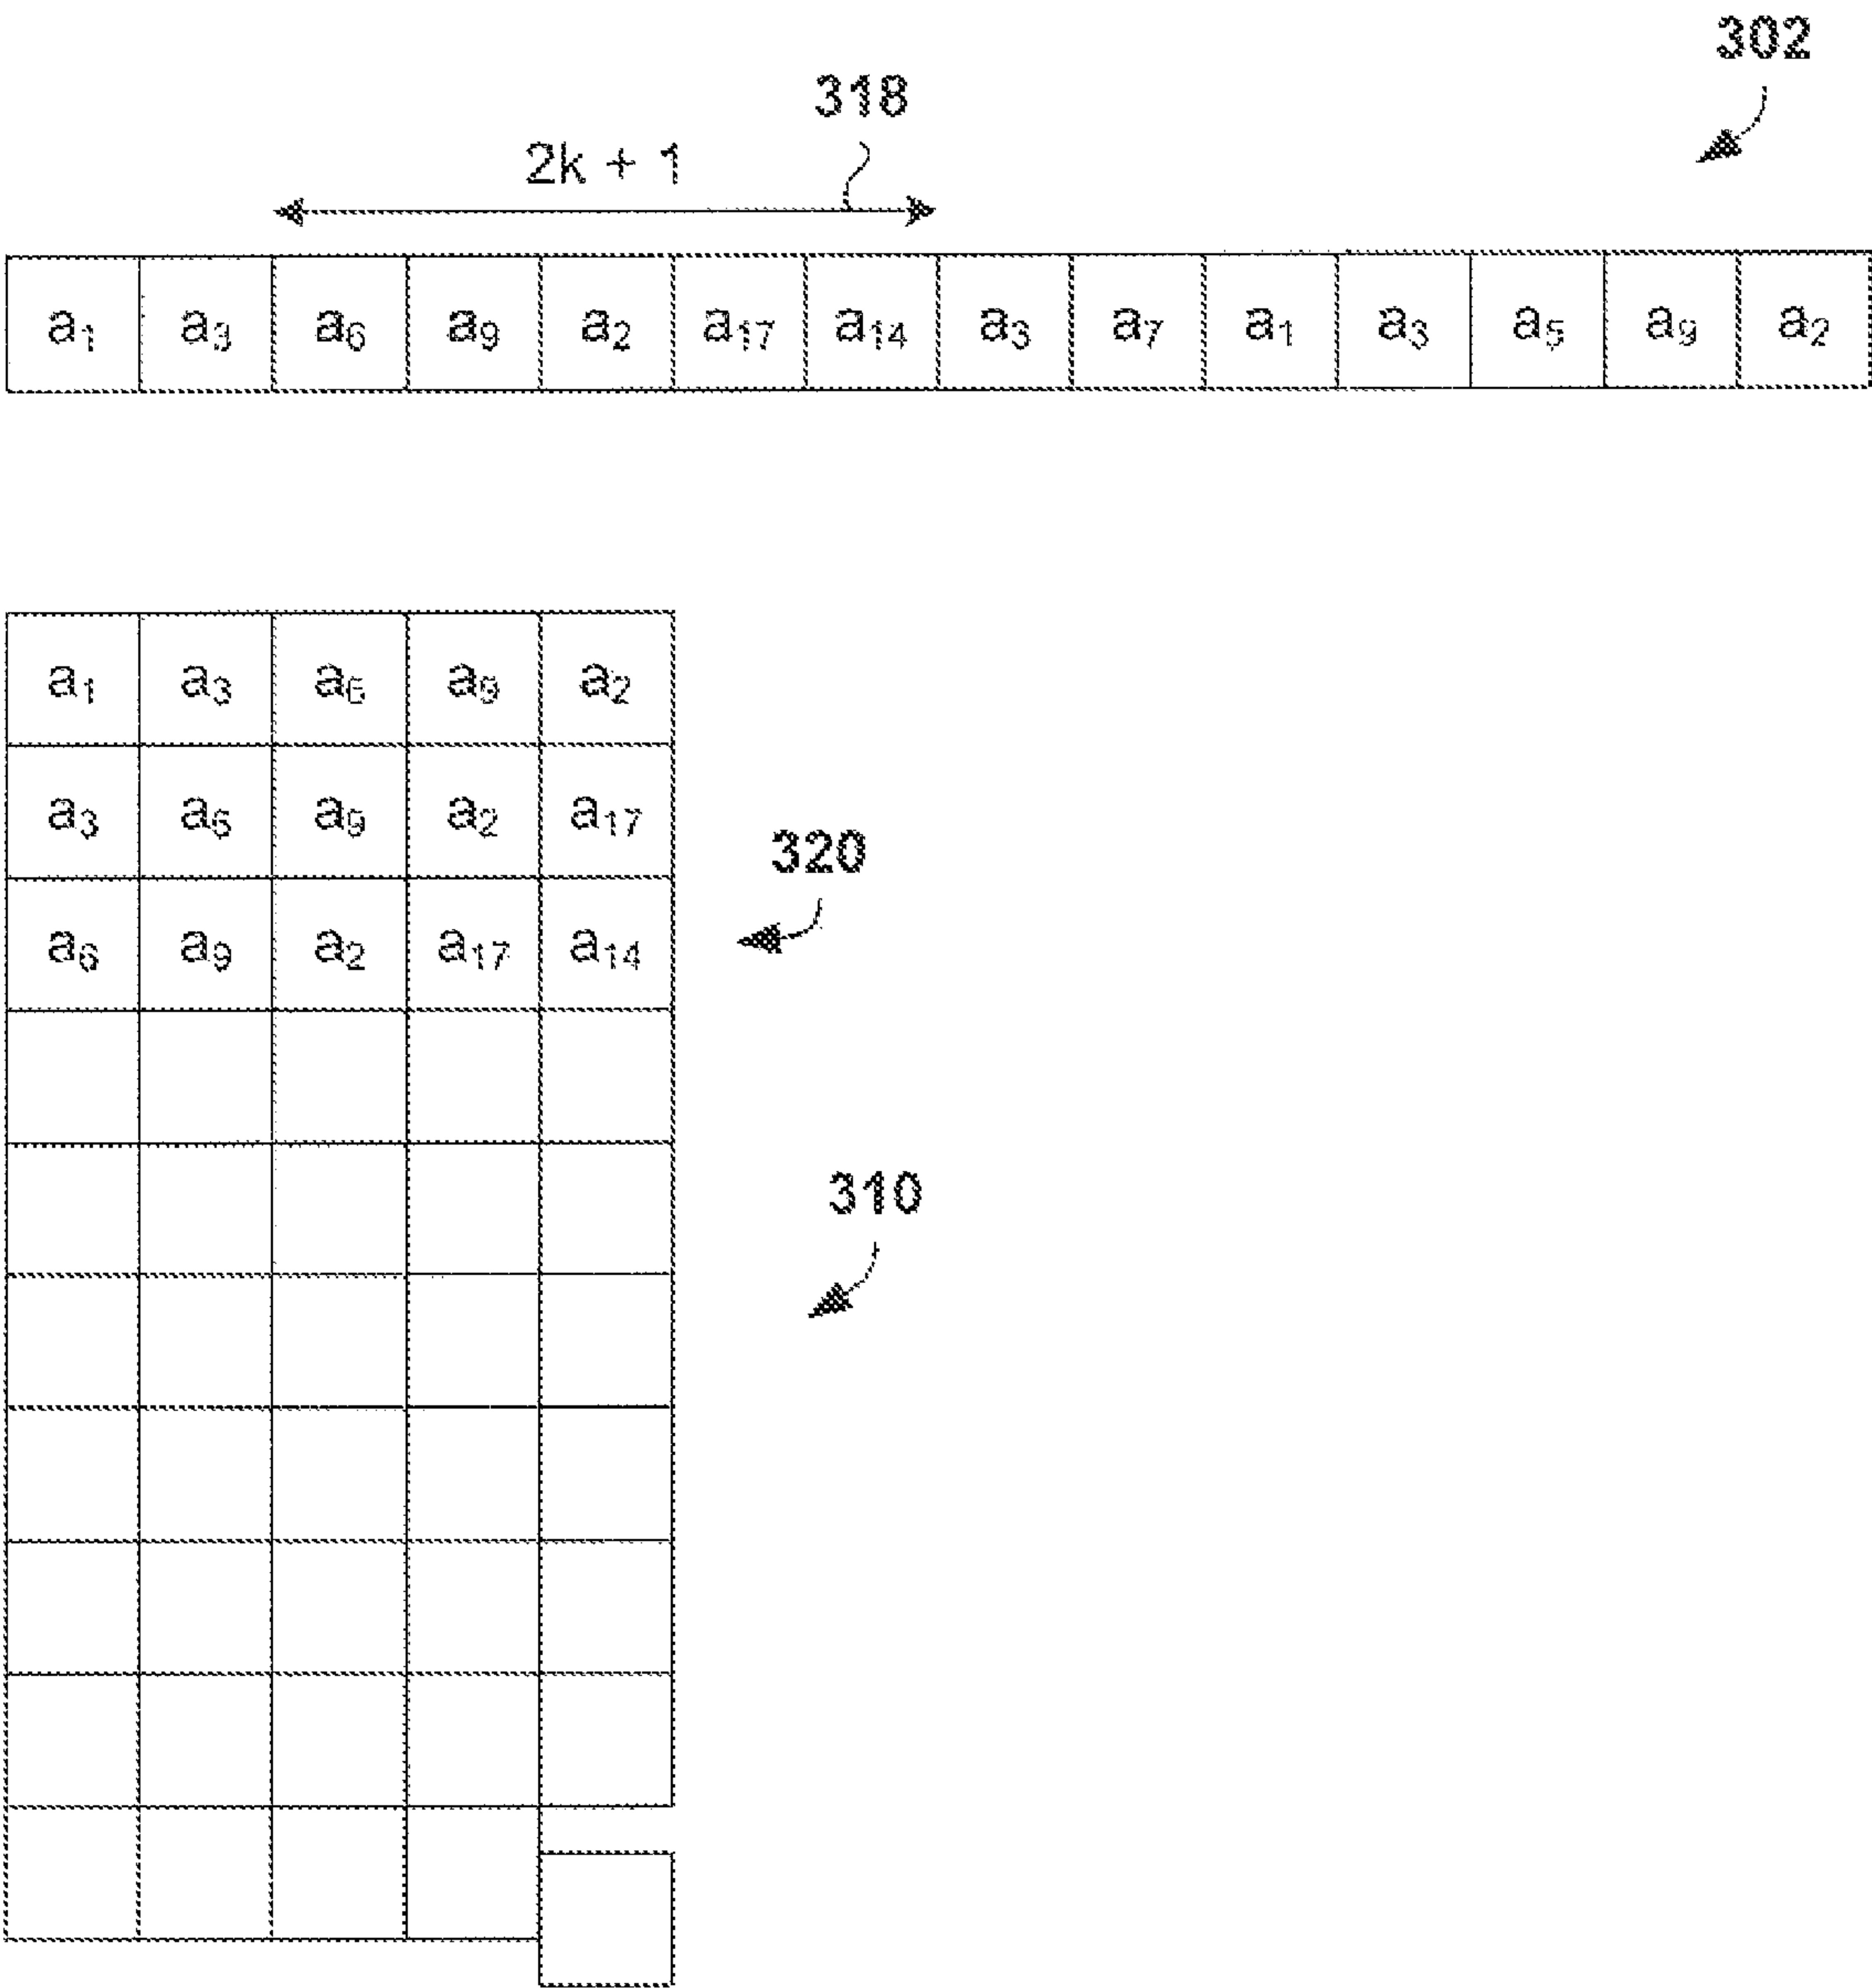 302
318
2k + 1
a₁ a₃ a₆ a₉ a₂ a₁₇ a₁₄ a₃ a₇ a₁ a₃ a₅ a₉ a₂
a₁ a₃ a₆ a₉ a₂
a₃ a₆ a₉ a₂ a₁₇
320
a₆ a₉ a₂ a₁₇ a₁₄
310